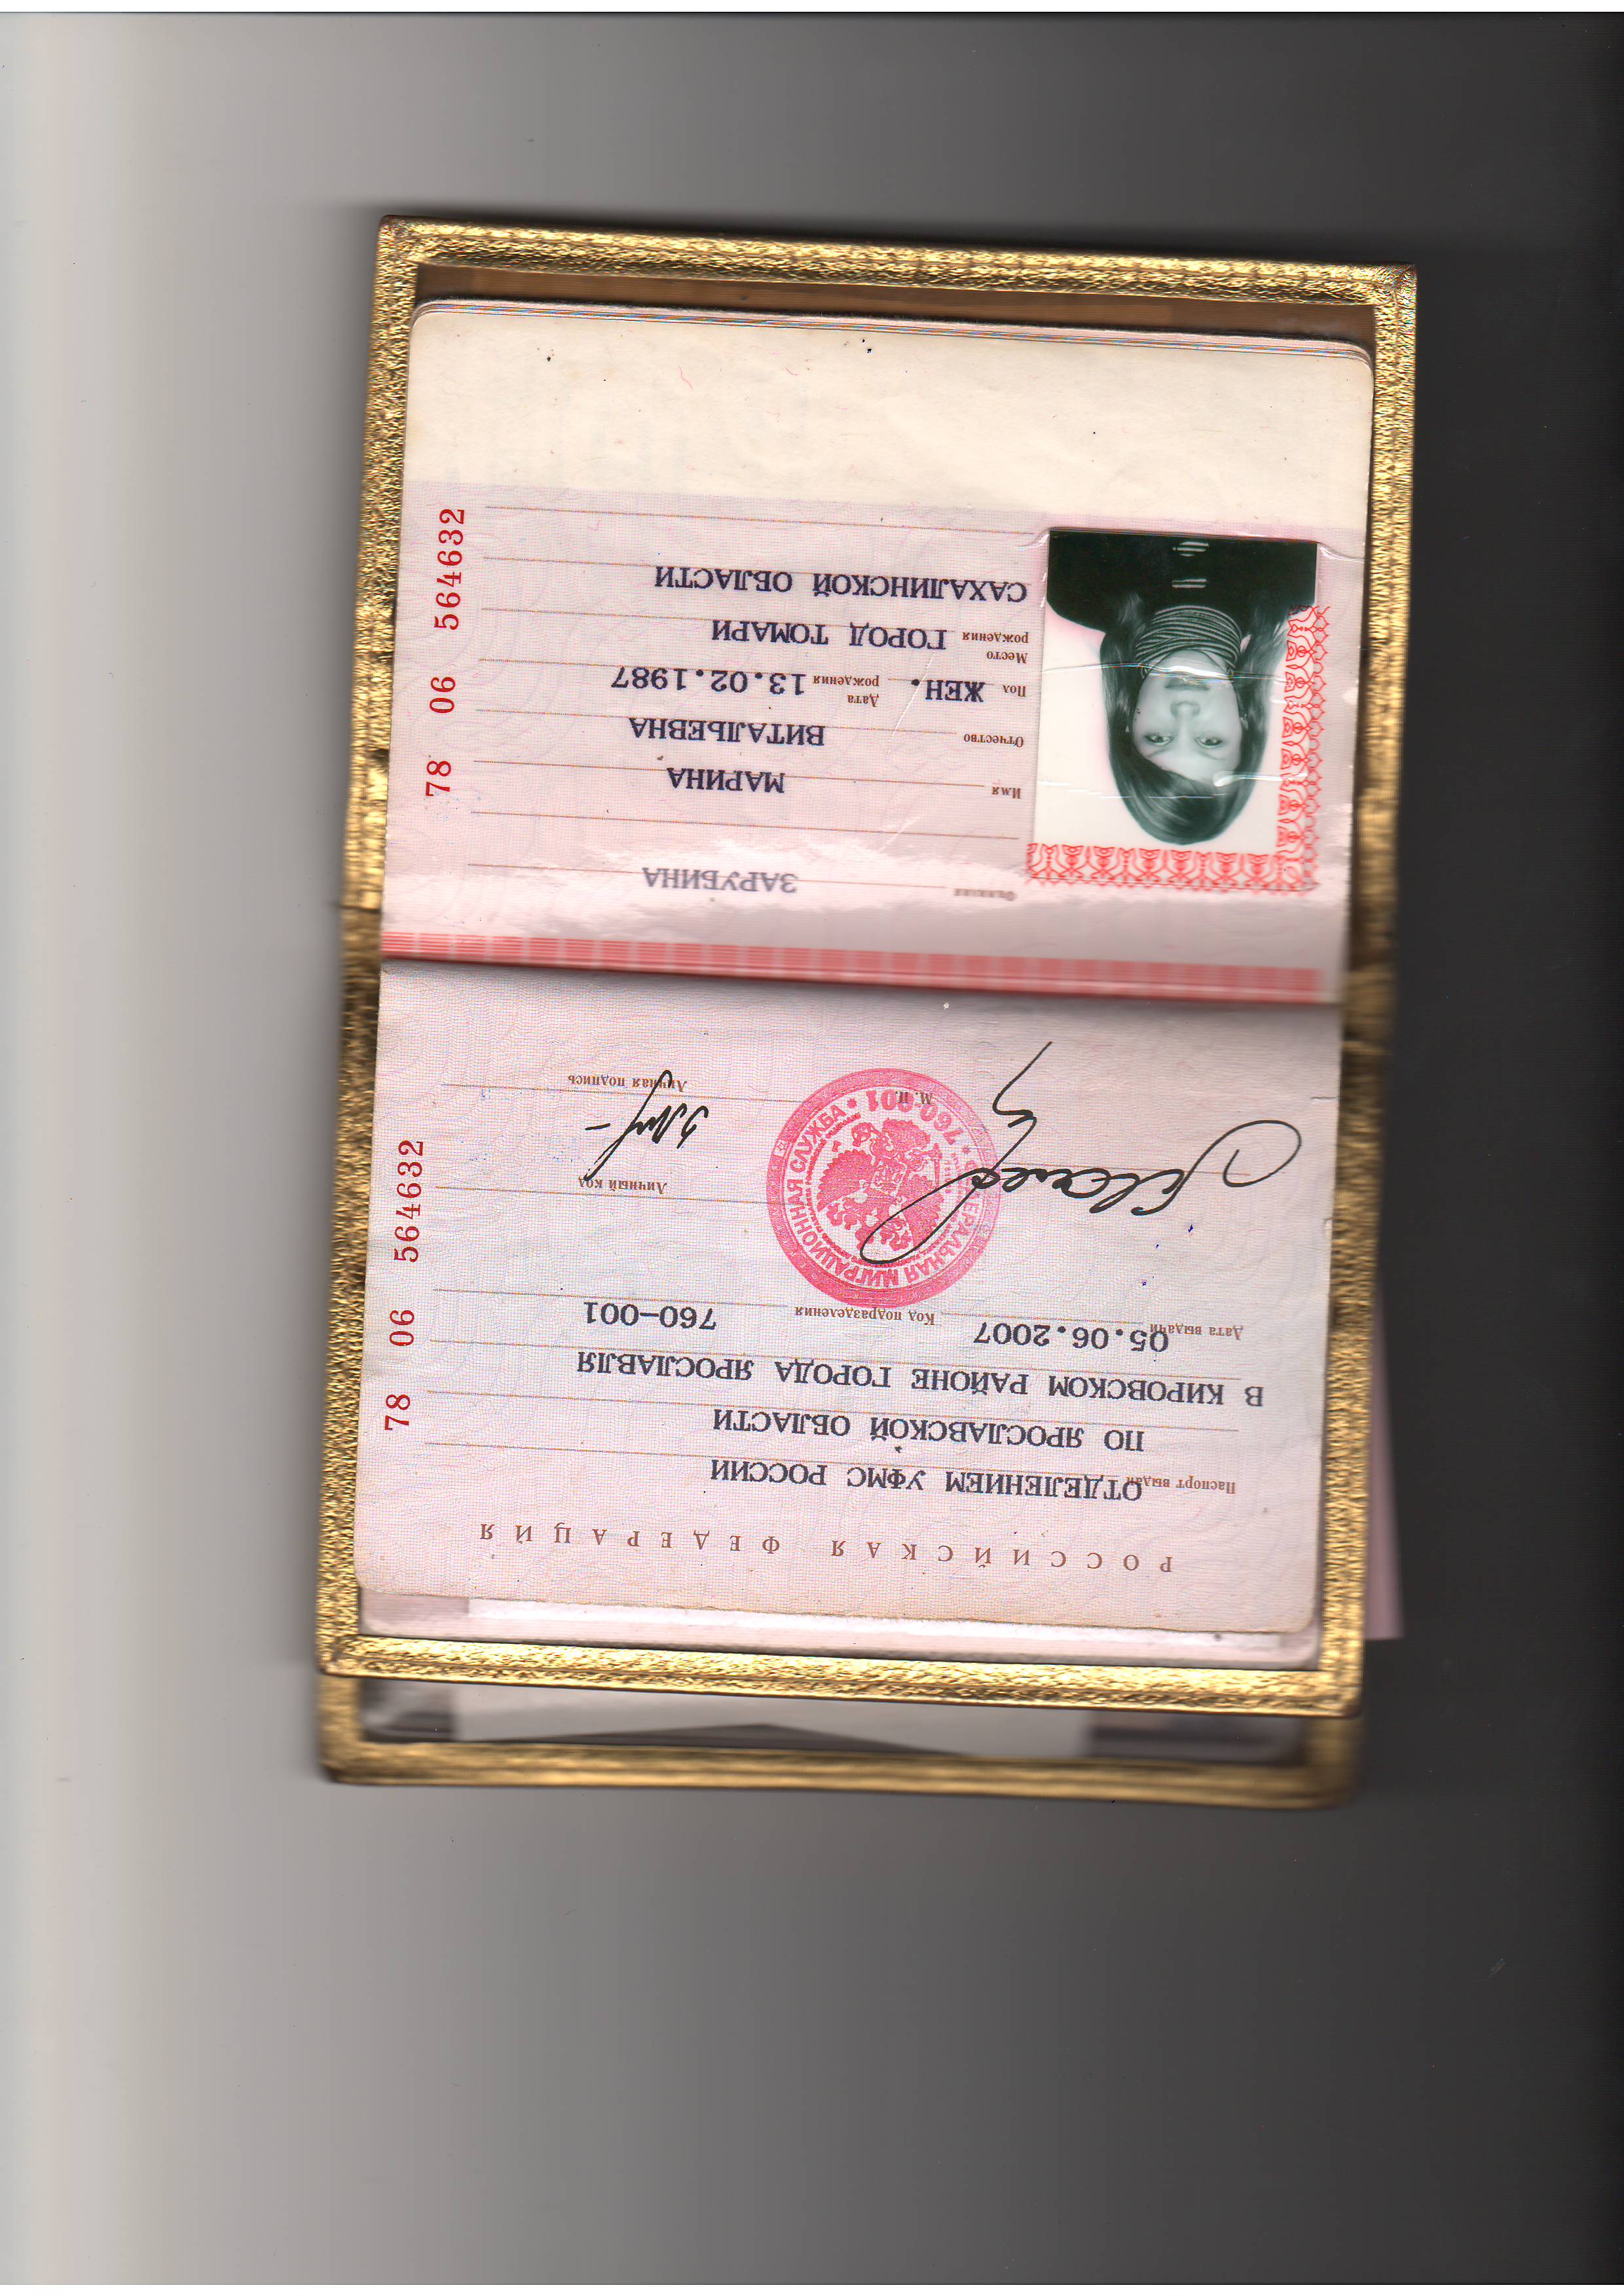 РОССИЙСКАЯ ФЕДЕРАЦИЯ
Паспорт выдан ОТДЕЛЕНИЕМ УФМС РОССИИ
ПО ЯРОСЛАВСКОЙ ОБЛАСТИ
В КИРОВСКОМ РАЙОНЕ ГОРОДА ЯРОСЛАВЛЯ
Дата выдачи 05.06.2007 Код подразделения 760-001
Личный код
Личная подпись
М.П.
ФЕДЕРАЛЬНАЯ МИГРАЦИОННАЯ СЛУЖБА • 760-001 •
78 06 564632
Фамилия ЗАРУБИНА
Имя МАРИНА
Отчество ВИТАЛЬЕВНА
Пол ЖЕН. Дата рождения 13.02.1987
Место рождения ГОРОД ТОМАРИ
САХАЛИНСКОЙ ОБЛАСТИ
78 06 564632